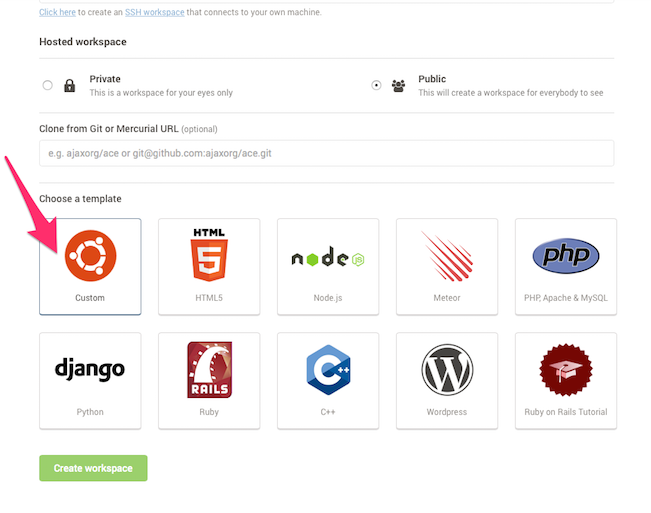 Click here to create an SSH workspace that connects to your own machine.
Hosted workspace
Private
This is a workspace for your eyes only
Public
This will create a workspace for everybody to see
Clone from Git or Mercurial URL (optional)
e.g. ajaxorg/ace or git@github.com:ajaxorg/ace.git
Choose a template
Custom
HTML
5
HTML5
node
JS
Node.js
Meteor
php
PHP, Apache & MySQL
django
Python
RAILS
Ruby
C++
C++
W
Wordpress
Ruby on Rails Tutorial
Create workspace